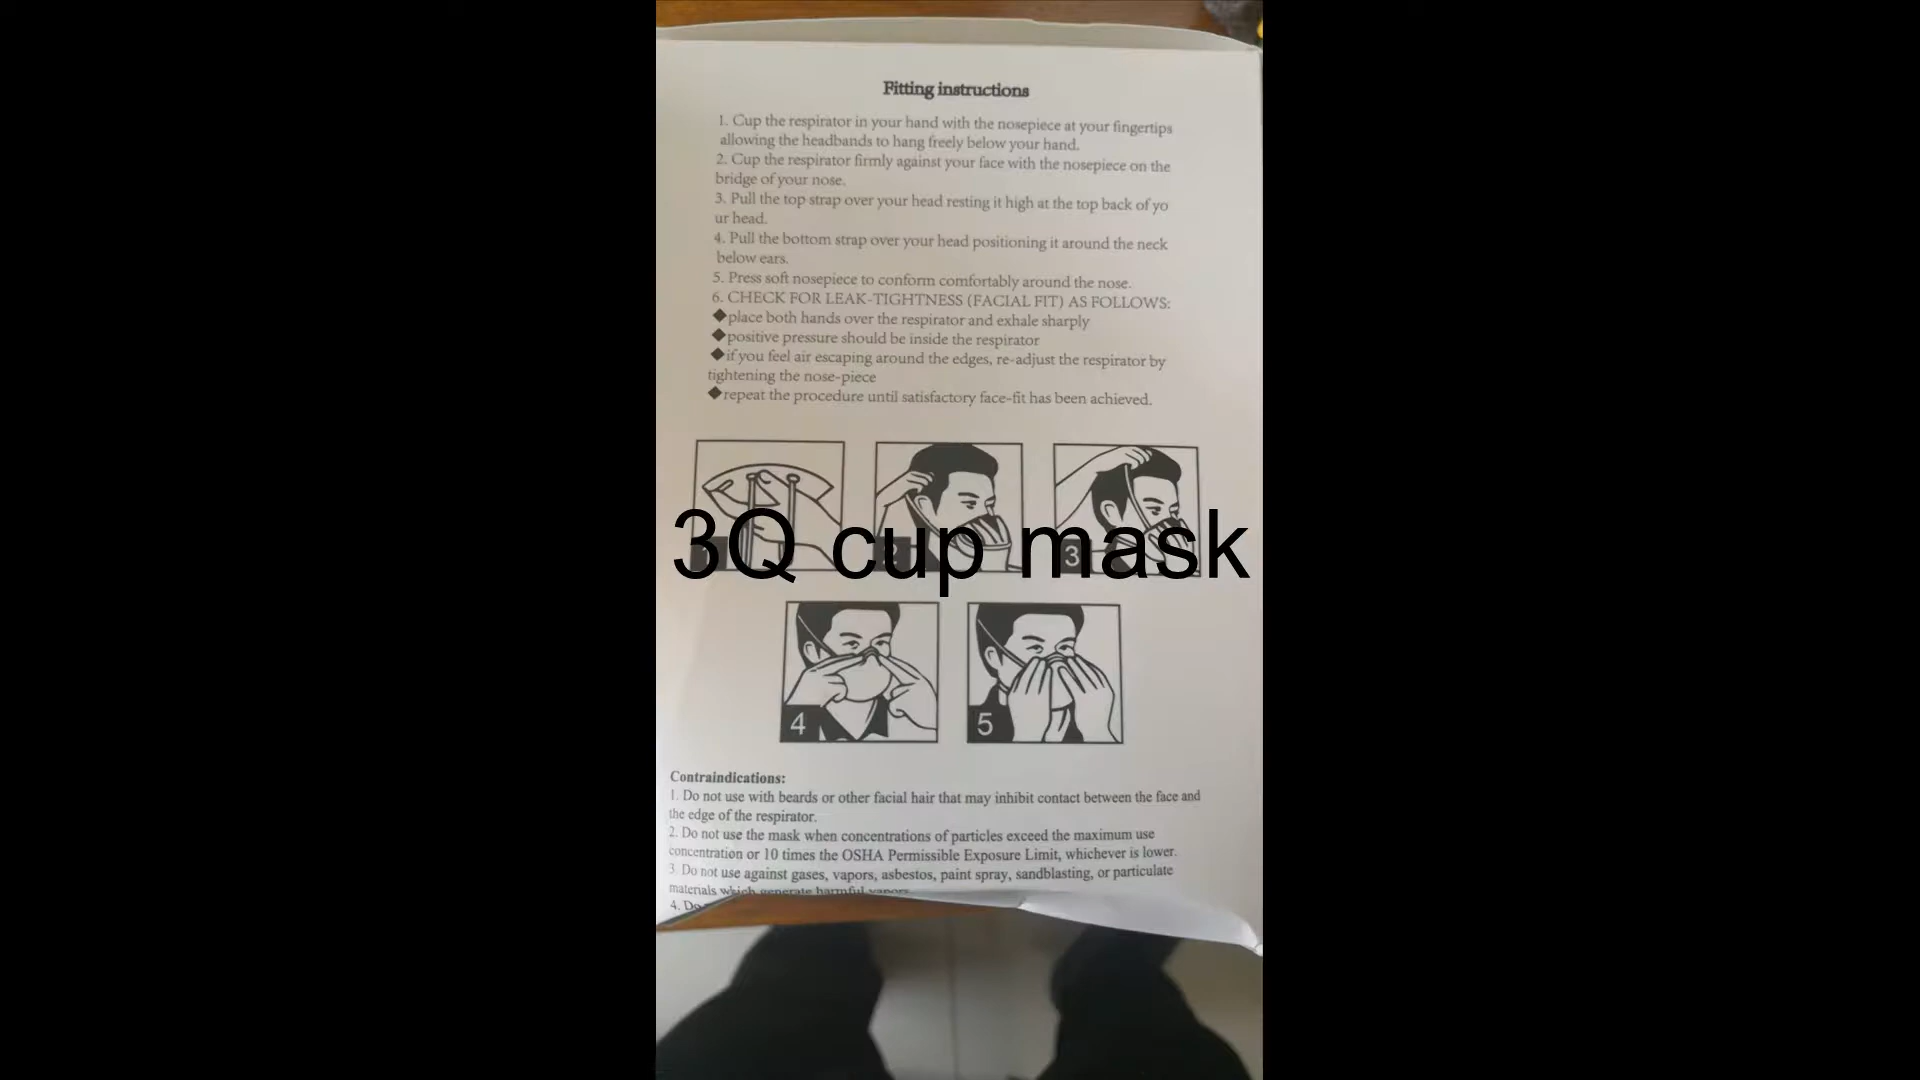 Fitting instructions
1. Cup the respirator in your hand with the nosepiece at your fingertips
allowing the headbands to hang freely below your hand.
2. Cup the respirator firmly against your face with the nosepiece on the
bridge of your nose.
3. Pull the top strap over your head resting it high at the top back of yo
ur head.
4. Pull the bottom strap over your head positioning it around the neck
below ears.
5. Press soft nosepiece to conform comfortably around the nose.
6. CHECK FOR LEAK-TIGHTNESS (FACIAL FIT) AS FOLLOWS:
◆place both hands over the respirator and exhale sharply
◆positive pressure should be inside the respirator
◆if you feel air escaping around the edges, re-adjust the respirator by
tightening the nose-piece
◆repeat the procedure until satisfactory face-fit has been achieved.
1 2 3
3Q cup mask
4 5
Contraindications:
1. Do not use with beards or other facial hair that may inhibit contact between the face and
the edge of the respirator.
2. Do not use the mask when concentrations of particles exceed the maximum use
concentration or 10 times the OSHA Permissible Exposure Limit, whichever is lower.
3. Do not use against gases, vapors, asbestos, paint spray, sandblasting, or particulate
materials which generate harmful vapors
4. Do